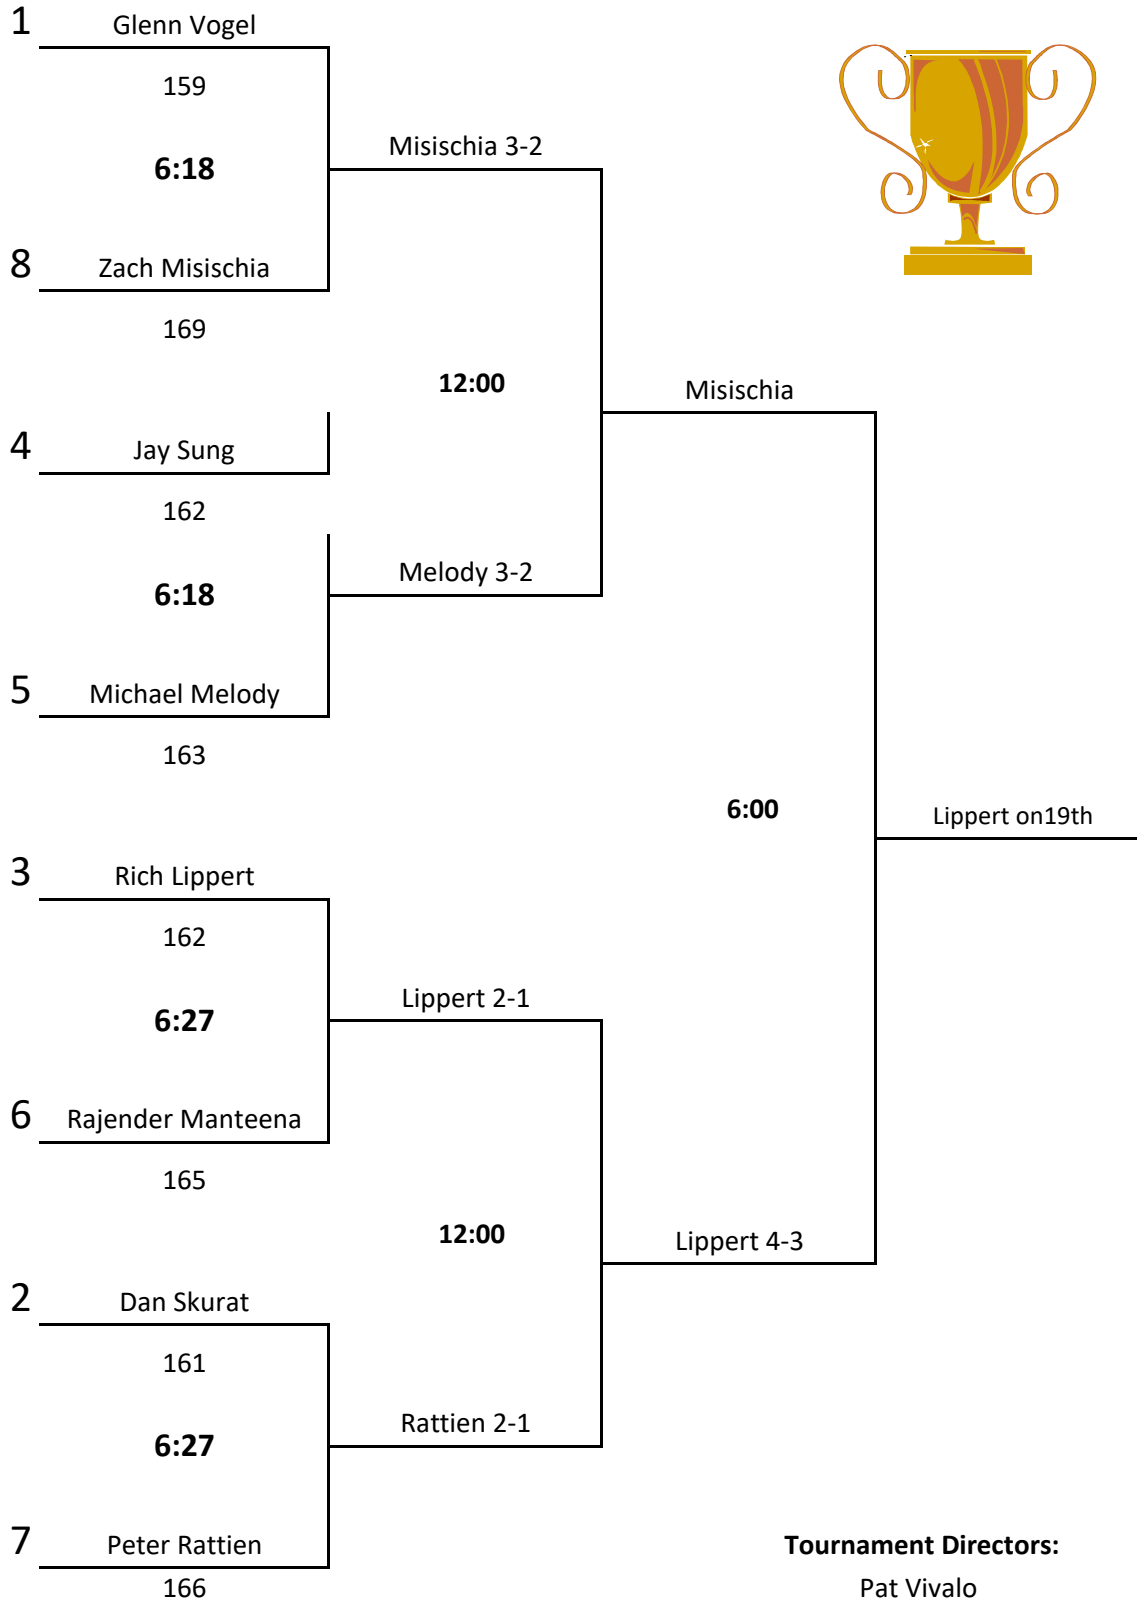 1 Glenn Vogel
159
6:18
Misischia 3-2
8 Zach Misischia
169
12:00
Misischia
4 Jay Sung
162
6:18
Melody 3-2
5 Michael Melody
163
6:00
Lippert on19th
3 Rich Lippert
162
6:27
Lippert 2-1
6 Rajender Manteena
165
12:00
Lippert 4-3
2 Dan Skurat
161
6:27
Rattien 2-1
7 Peter Rattien
166
Tournament Directors:
Pat Vivalo